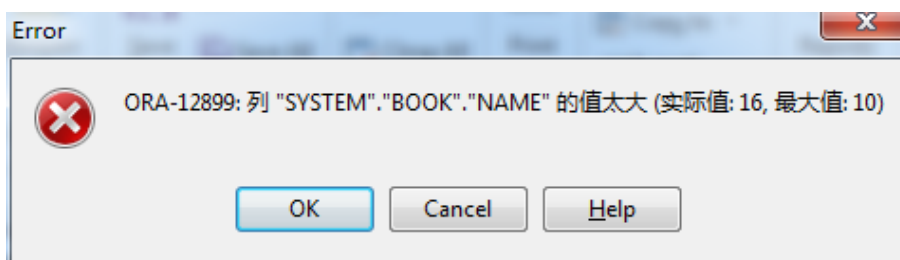 Error
ORA-12899: 列 "SYSTEM"."BOOK"."NAME" 的值太大 (实际值: 16, 最大值: 10)
OK
Cancel
Help